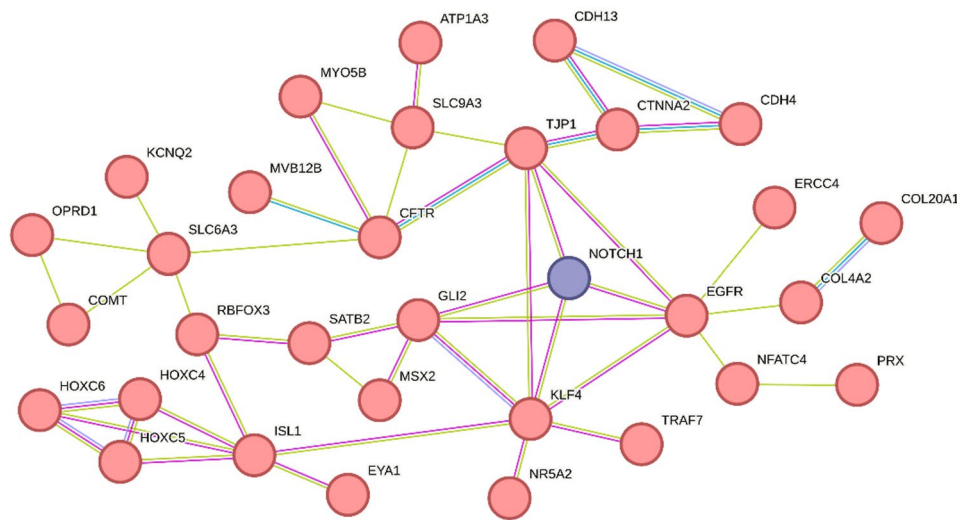 ATP1A3
CDH13
MYO5B
SLC9A3
CTNNA2
CDH4
TJP1
KCNQ2
MVB12B
ERCC4
OPRD1
CFTR
COL20A1
SLC6A3
NOTCH1
COL4A2
EGFR
COMT
GLI2
RBFOX3
SATB2
NFATC4
PRX
MSX2
HOXC4
HOXC6
KLF4
TRAF7
HOXC5
ISL1
EYA1
NR5A2